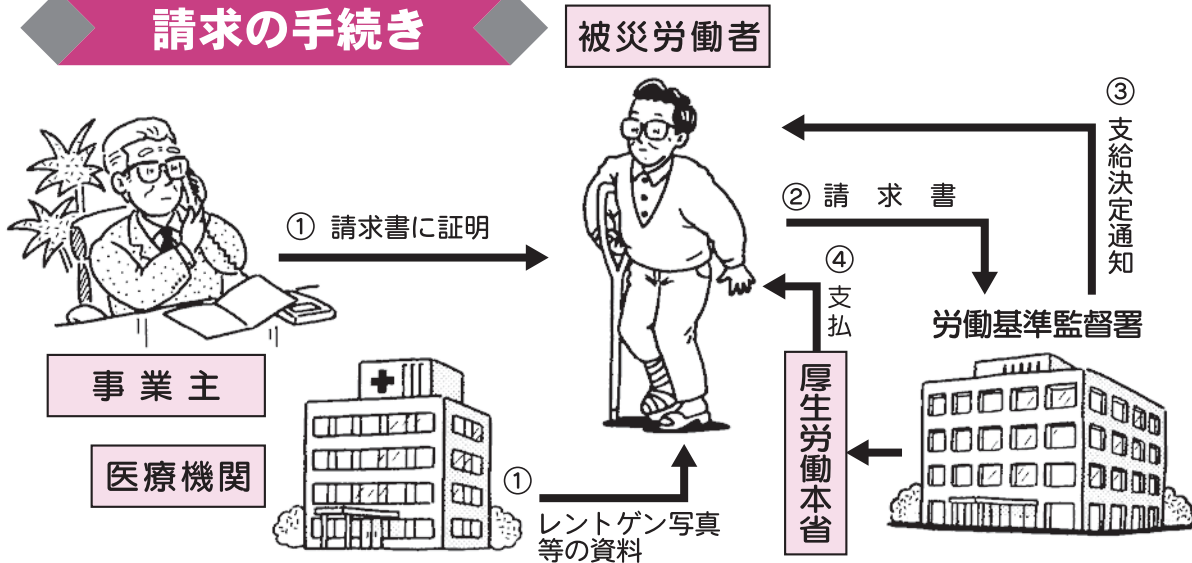 請求の手続き
被災労働者
① 請求書に証明
事業主
医療機関
①
レントゲン写真
等の資料
② 請求書
③支給決定通知
労働基準監督署
④支払
厚生労働本省